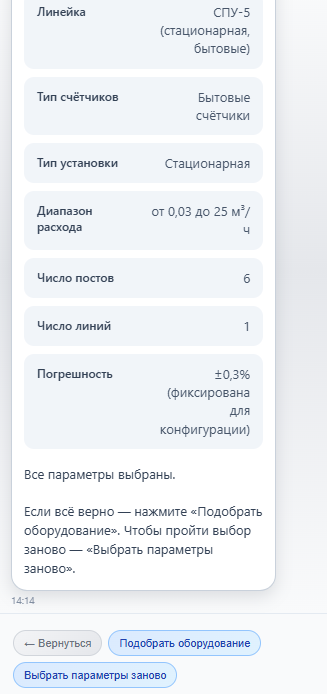 Линейка
СПУ-5
(стационарная,
бытовые)
Тип счётчиков
Бытовые
счётчики
Тип установки
Стационарная
Диапазон
расхода
от 0,03 до 25 м³/
ч
Число постов
6
Число линий
1
Погрешность
±0,3%
(фиксирована
для
конфигурации)
Все параметры выбраны.
Если всё верно — нажмите «Подобрать
оборудование». Чтобы пройти выбор
заново — «Выбрать параметры
заново».
14:14
← Вернуться
Подобрать оборудование
Выбрать параметры заново